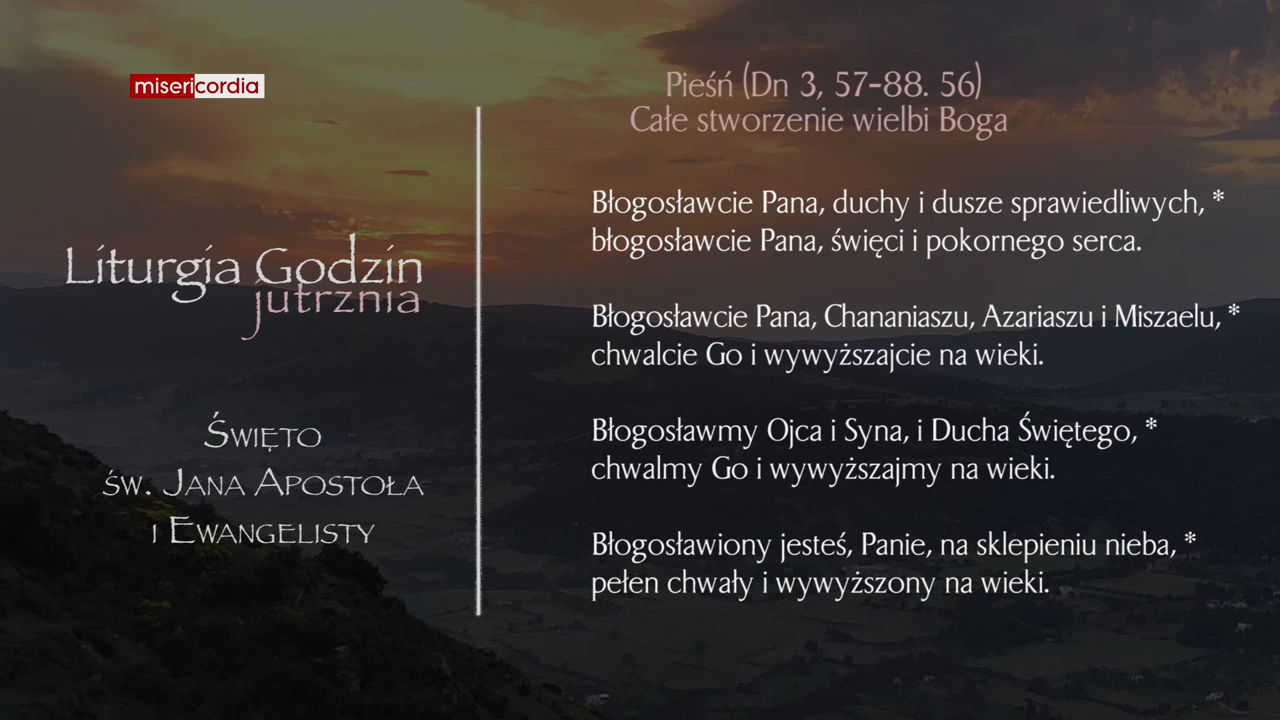 misericordia
Liturgia Godzin
jutrznia
Święto
św. Jana Apostoła
i Ewangelisty
Pieśń (Dn 3, 57-88. 56)
Całe stworzenie wielbi Boga
Błogosławcie Pana, duchy i dusze sprawiedliwych, *
błogosławcie Pana, święci i pokornego serca.
Błogosławcie Pana, Chananiaszu, Azariaszu i Miszaelu, *
chwalcie Go i wywyższajcie na wieki.
Błogosławmy Ojca i Syna, i Ducha Świętego, *
chwalmy Go i wywyższajmy na wieki.
Błogosławiony jesteś, Panie, na sklepieniu nieba, *
pełen chwały i wywyższony na wieki.